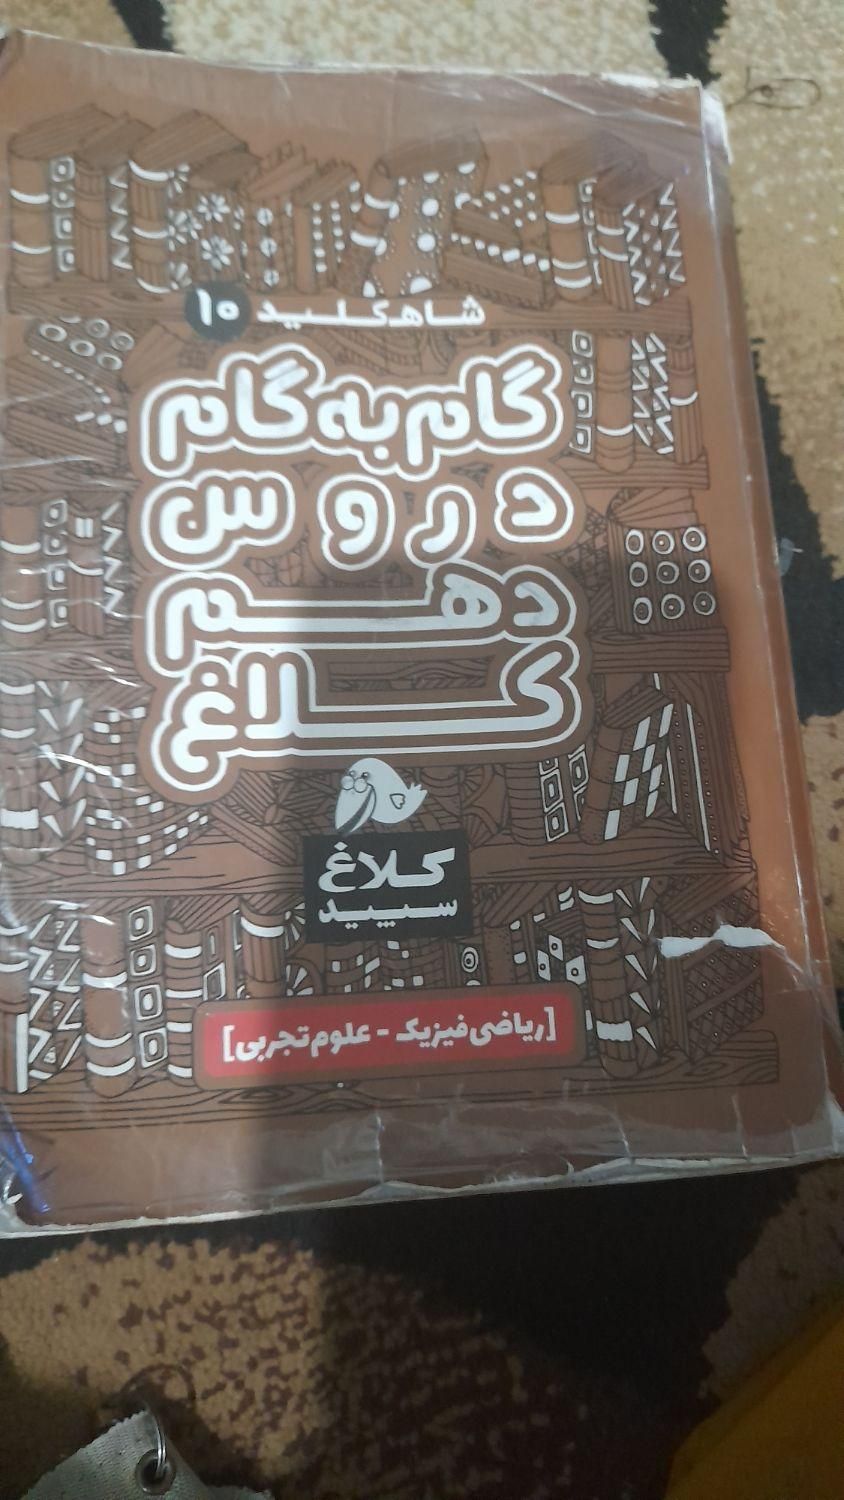 شاه کلید ۱۰
گام به گام
دروس
دهم
کلاغ
کلاغ
سپید
[ریاضی فیزیک - علوم تجربی]